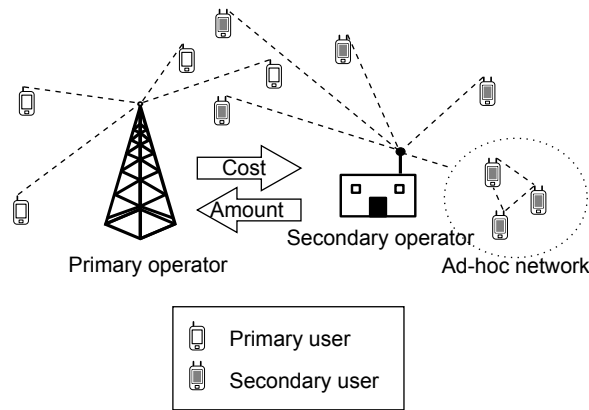 Cost
Amount
Primary operator
Secondary operator
Ad-hoc network
Primary user
Secondary user